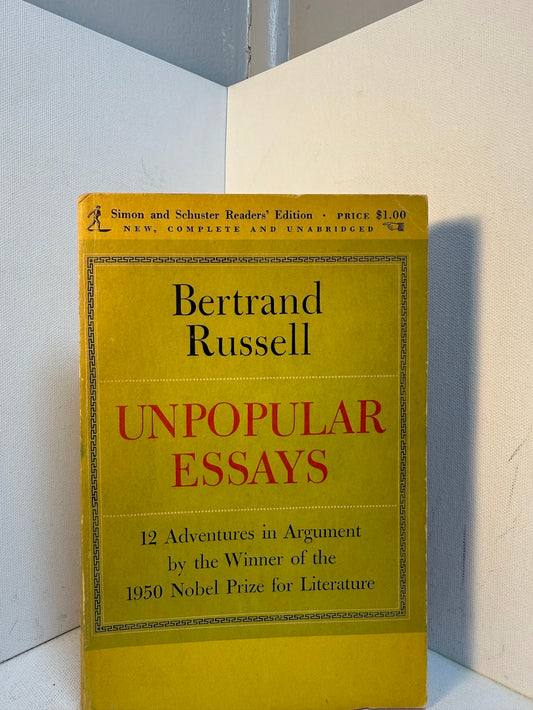 Simon and Schuster Readers' Edition · PRICE $1.00
NEW, COMPLETE AND UNABRIDGED
Bertrand
Russell
UNPOPULAR
ESSAYS
12 Adventures in Argument
by the Winner of the
1950 Nobel Prize for Literature